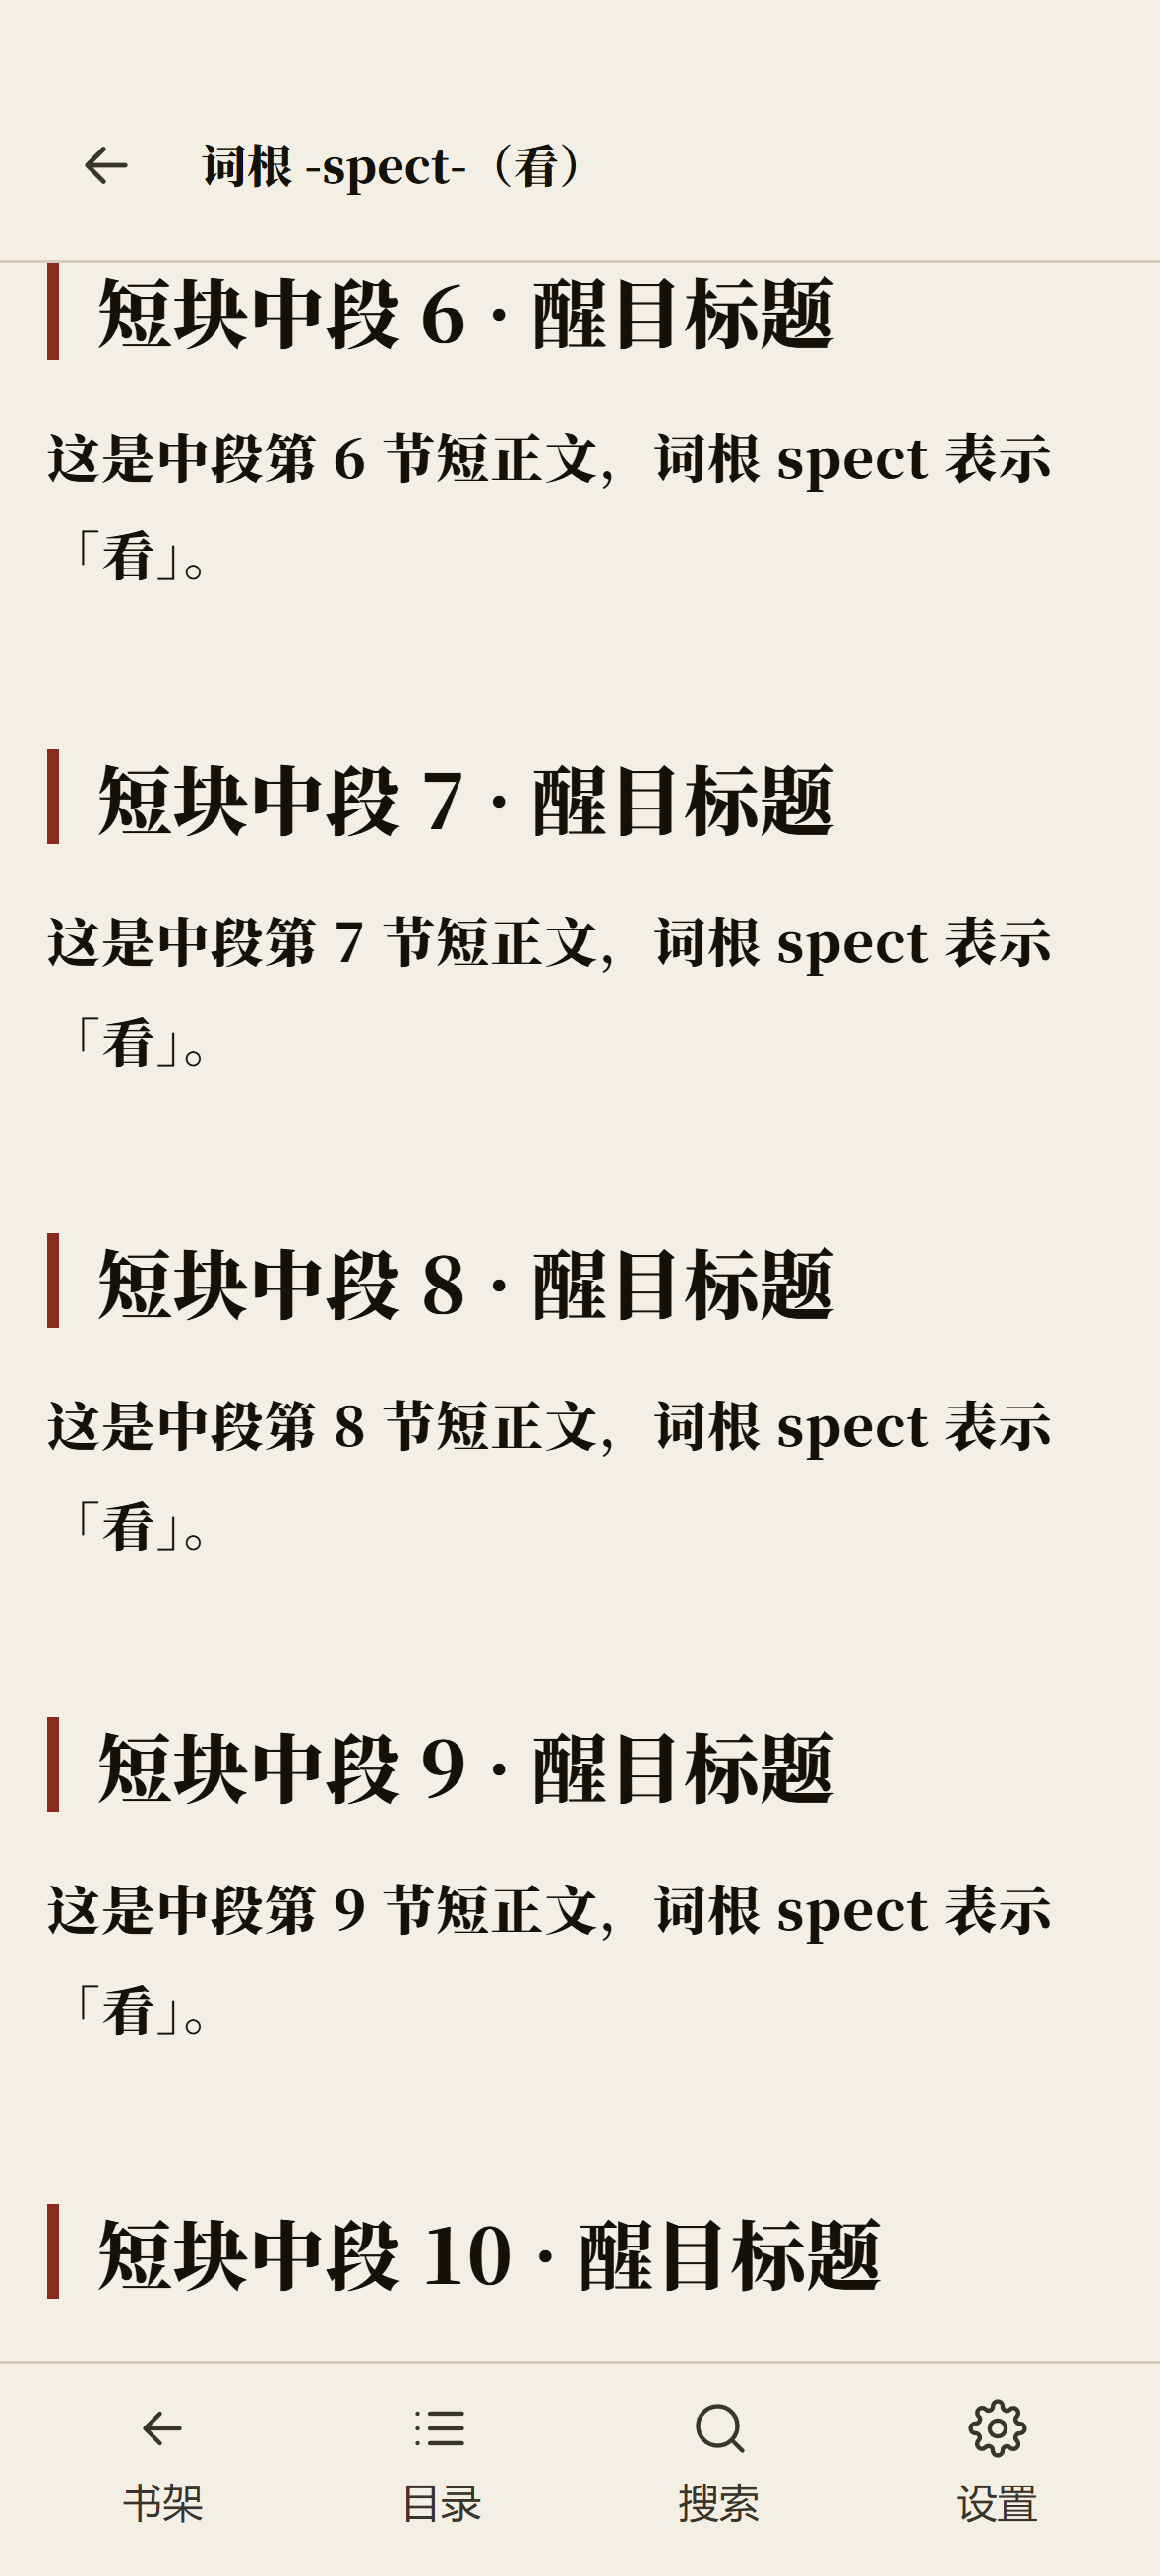 词根 -spect-（看）
短块中段 6 · 醒目标题
这是中段第 6 节短正文，词根 spect 表示
「看」。
短块中段 7 · 醒目标题
这是中段第 7 节短正文，词根 spect 表示
「看」。
短块中段 8 · 醒目标题
这是中段第 8 节短正文，词根 spect 表示
「看」。
短块中段 9 · 醒目标题
这是中段第 9 节短正文，词根 spect 表示
「看」。
短块中段 10 · 醒目标题
书架
目录
搜索
设置